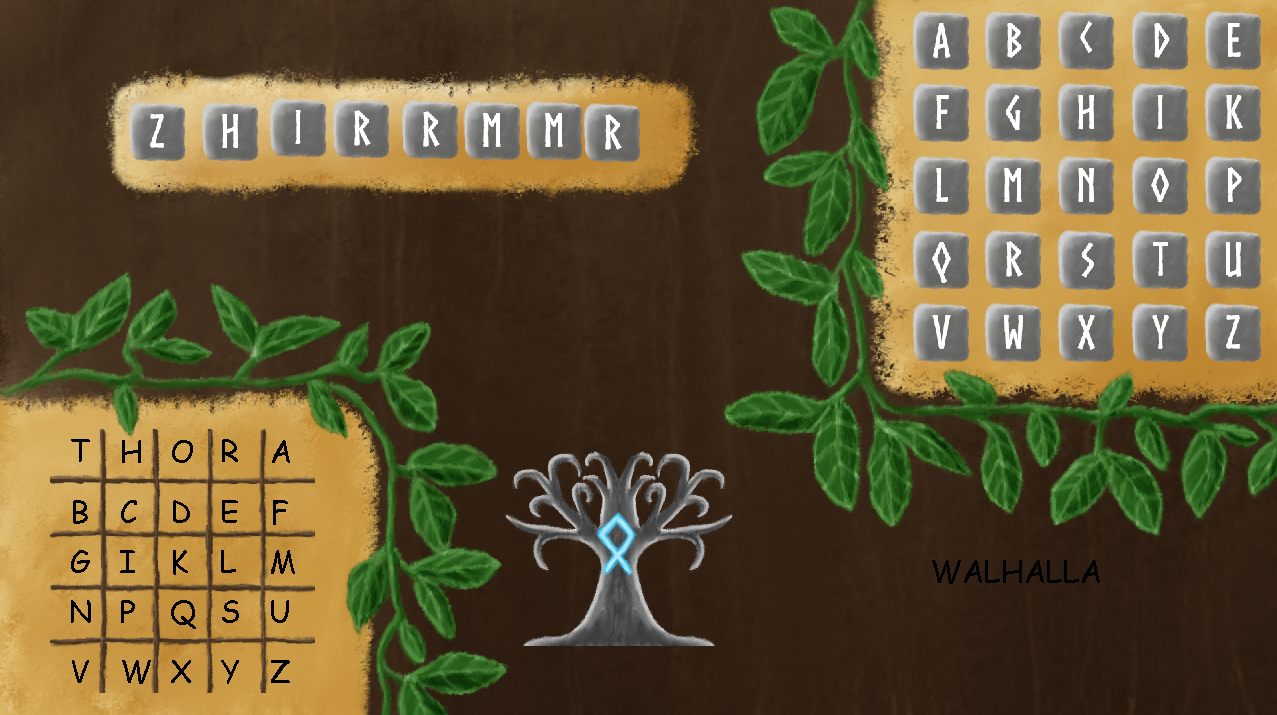 Z H I R R M M R
A B C D E
F G H I K
L M N O P
Q R S T U
V W X Y Z
T H O R A
B C D E F
G I K L M
N P Q S U
V W X Y Z
WALHALLA